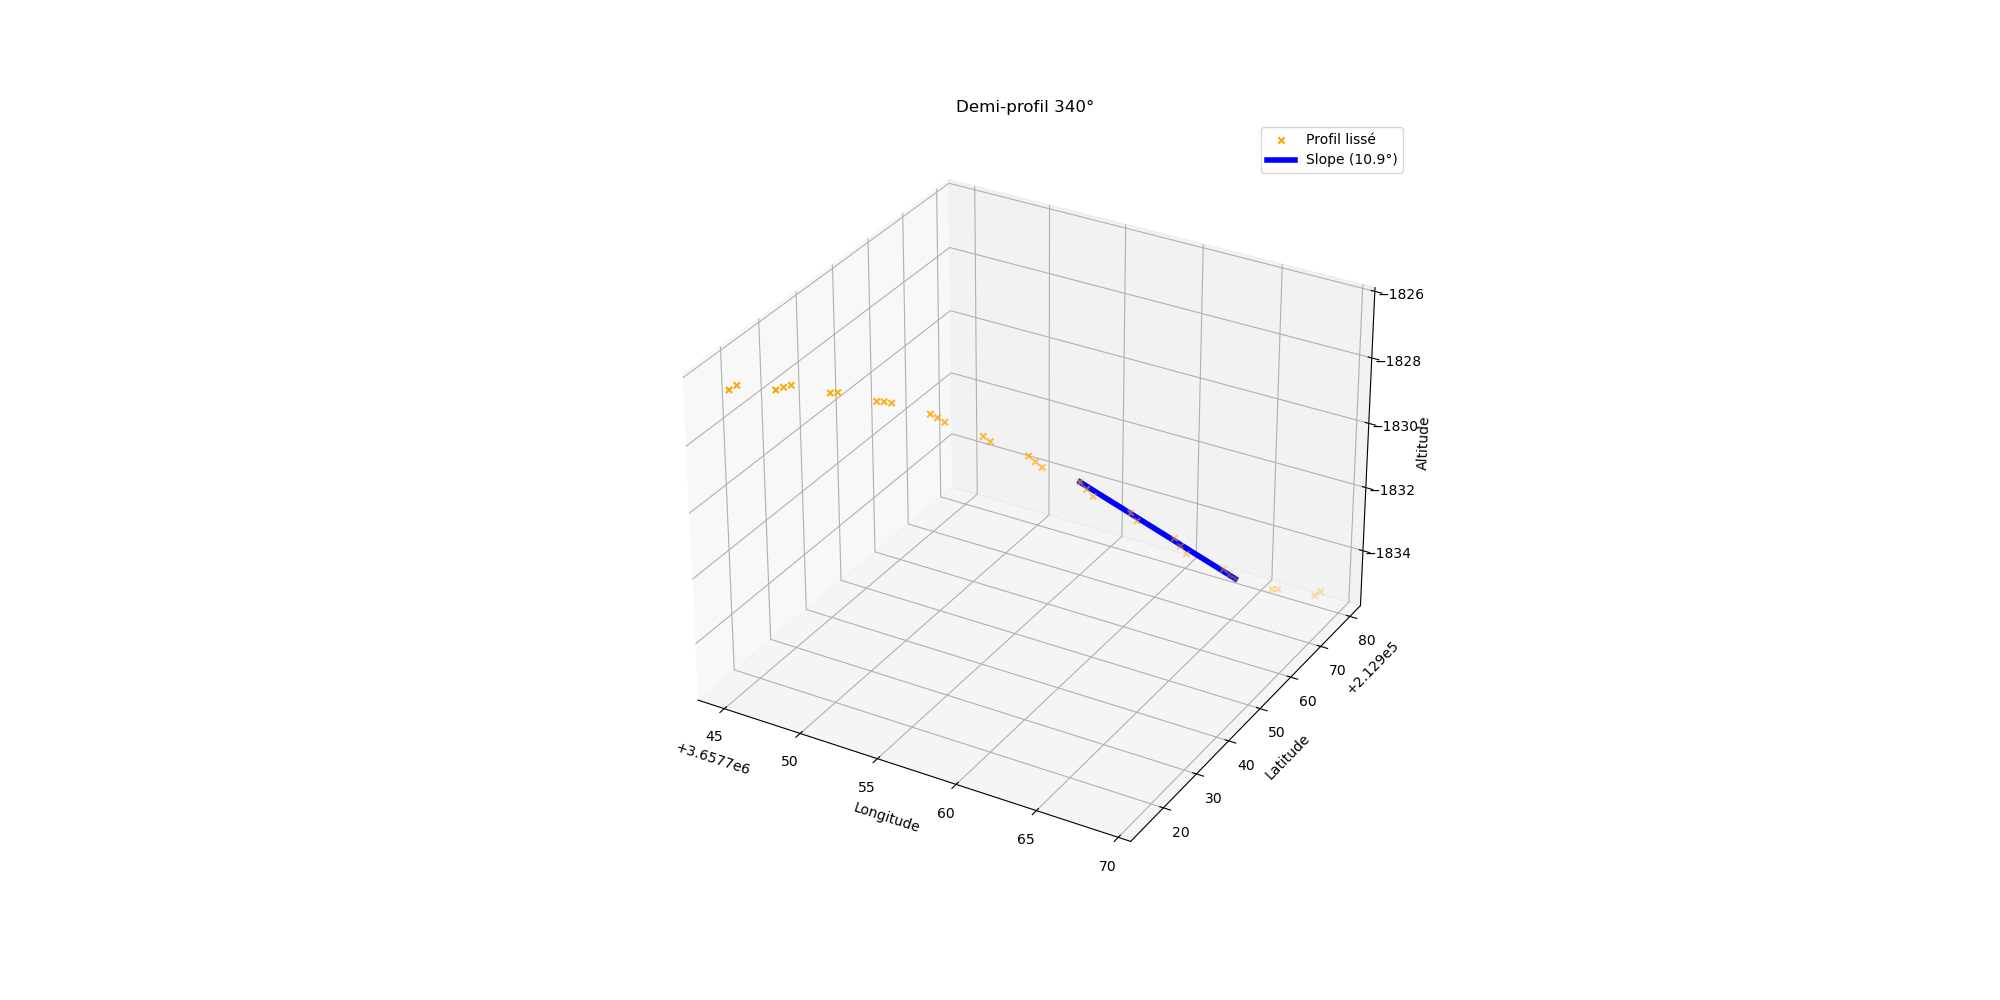 Demi-profil 340°
Profil lissé
Slope (10.9°)
−1826
−1828
−1830
−1832
−1834
Altitude
80
70
60
50
40
30
20
+2.129e5
Latitude
45
50
55
60
65
70
+3.6577e6
Longitude